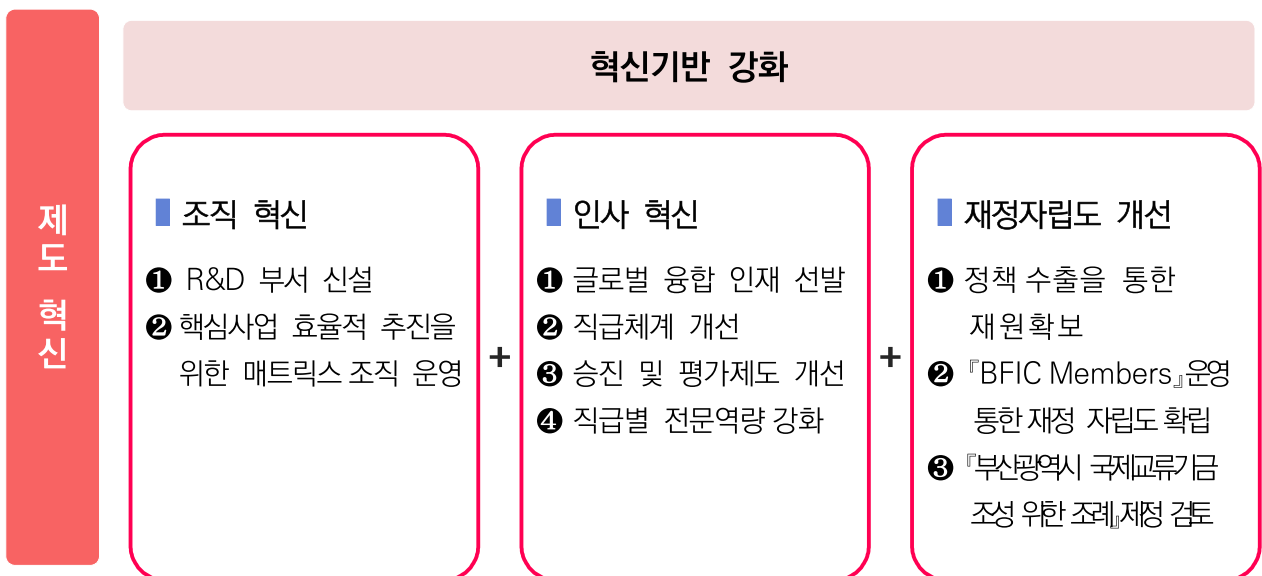 제도 혁신
혁신기반 강화
조직 혁신
❶ R&D 부서 신설
❷ 핵심사업 효율적 추진을
위한 매트릭스 조직 운영
+
인사 혁신
❶ 글로벌 융합 인재 선발
❷ 직급체계 개선
❸ 승진 및 평가제도 개선
❹ 직급별 전문역량 강화
+
재정자립도 개선
❶ 정책 수출을 통한
재원확보
❷ 『BFIC Members』운영
통한 재정 자립도 확립
❸ 『부산광역시 국제교류기금
조성 위한 조례』제정 검토